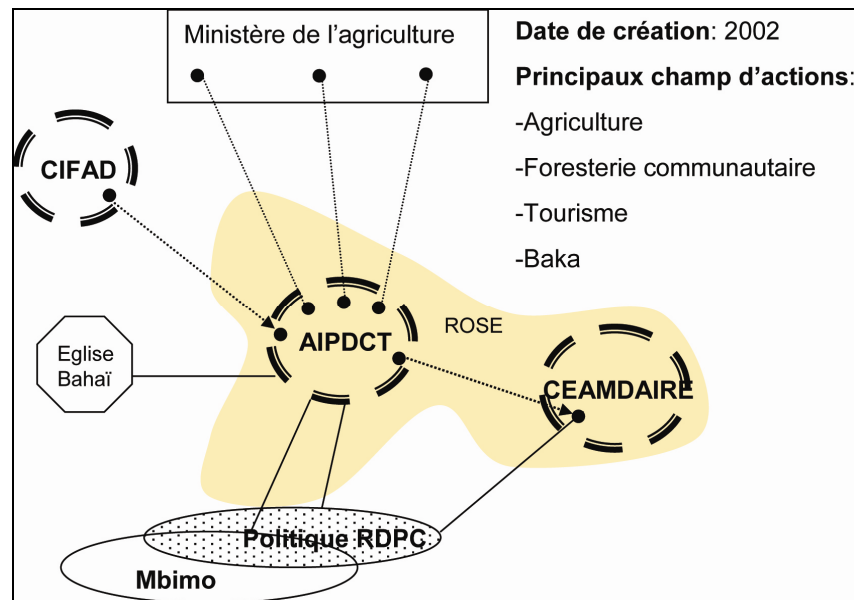 Ministère de l'agriculture
Date de création: 2002
Principaux champ d'actions:
-Agriculture
-Foresterie communautaire
-Tourisme
-Baka
CIFAD
AIPDCT
ROSE
CEAMDAIRE
Eglise
Bahaï
Politique RDPC
Mbimo